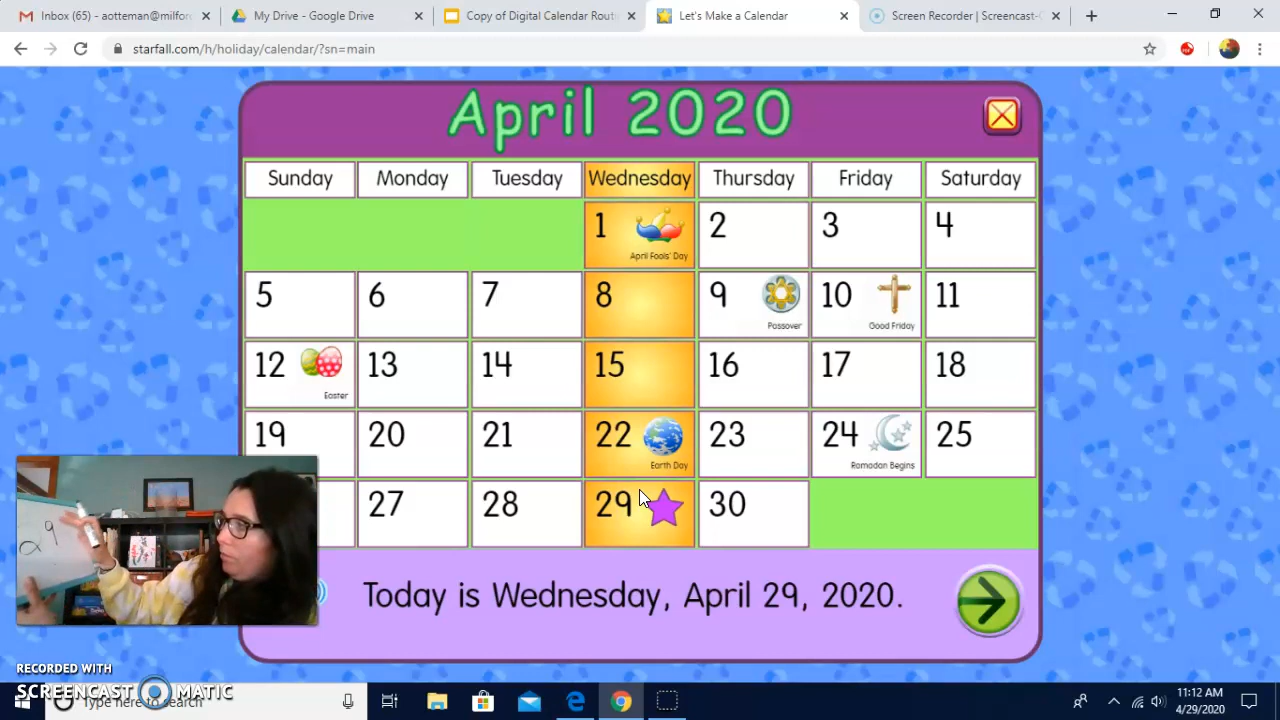 Inbox (65) - aotteman@milfor
My Drive - Google Drive
Copy of Digital Calendar Routi
Let's Make a Calendar
Screen Recorder | Screencast-O
starfall.com/h/holiday/calendar/?sn=main
April 2020
Sunday Monday Tuesday Wednesday Thursday Friday Saturday
1 2 3 4
April Fools' Day
5 6 7 8 9 10 11
Passover Good Friday
12 13 14 15 16 17 18
Easter
19 20 21 22 23 24 25
Earth Day Ramadan Begins
27 28 29 30
29
Today is Wednesday, April 29, 2020.
RECORDED WITH
SCREENCAST MATIC
Type here to search
11:12 AM
4/29/2020